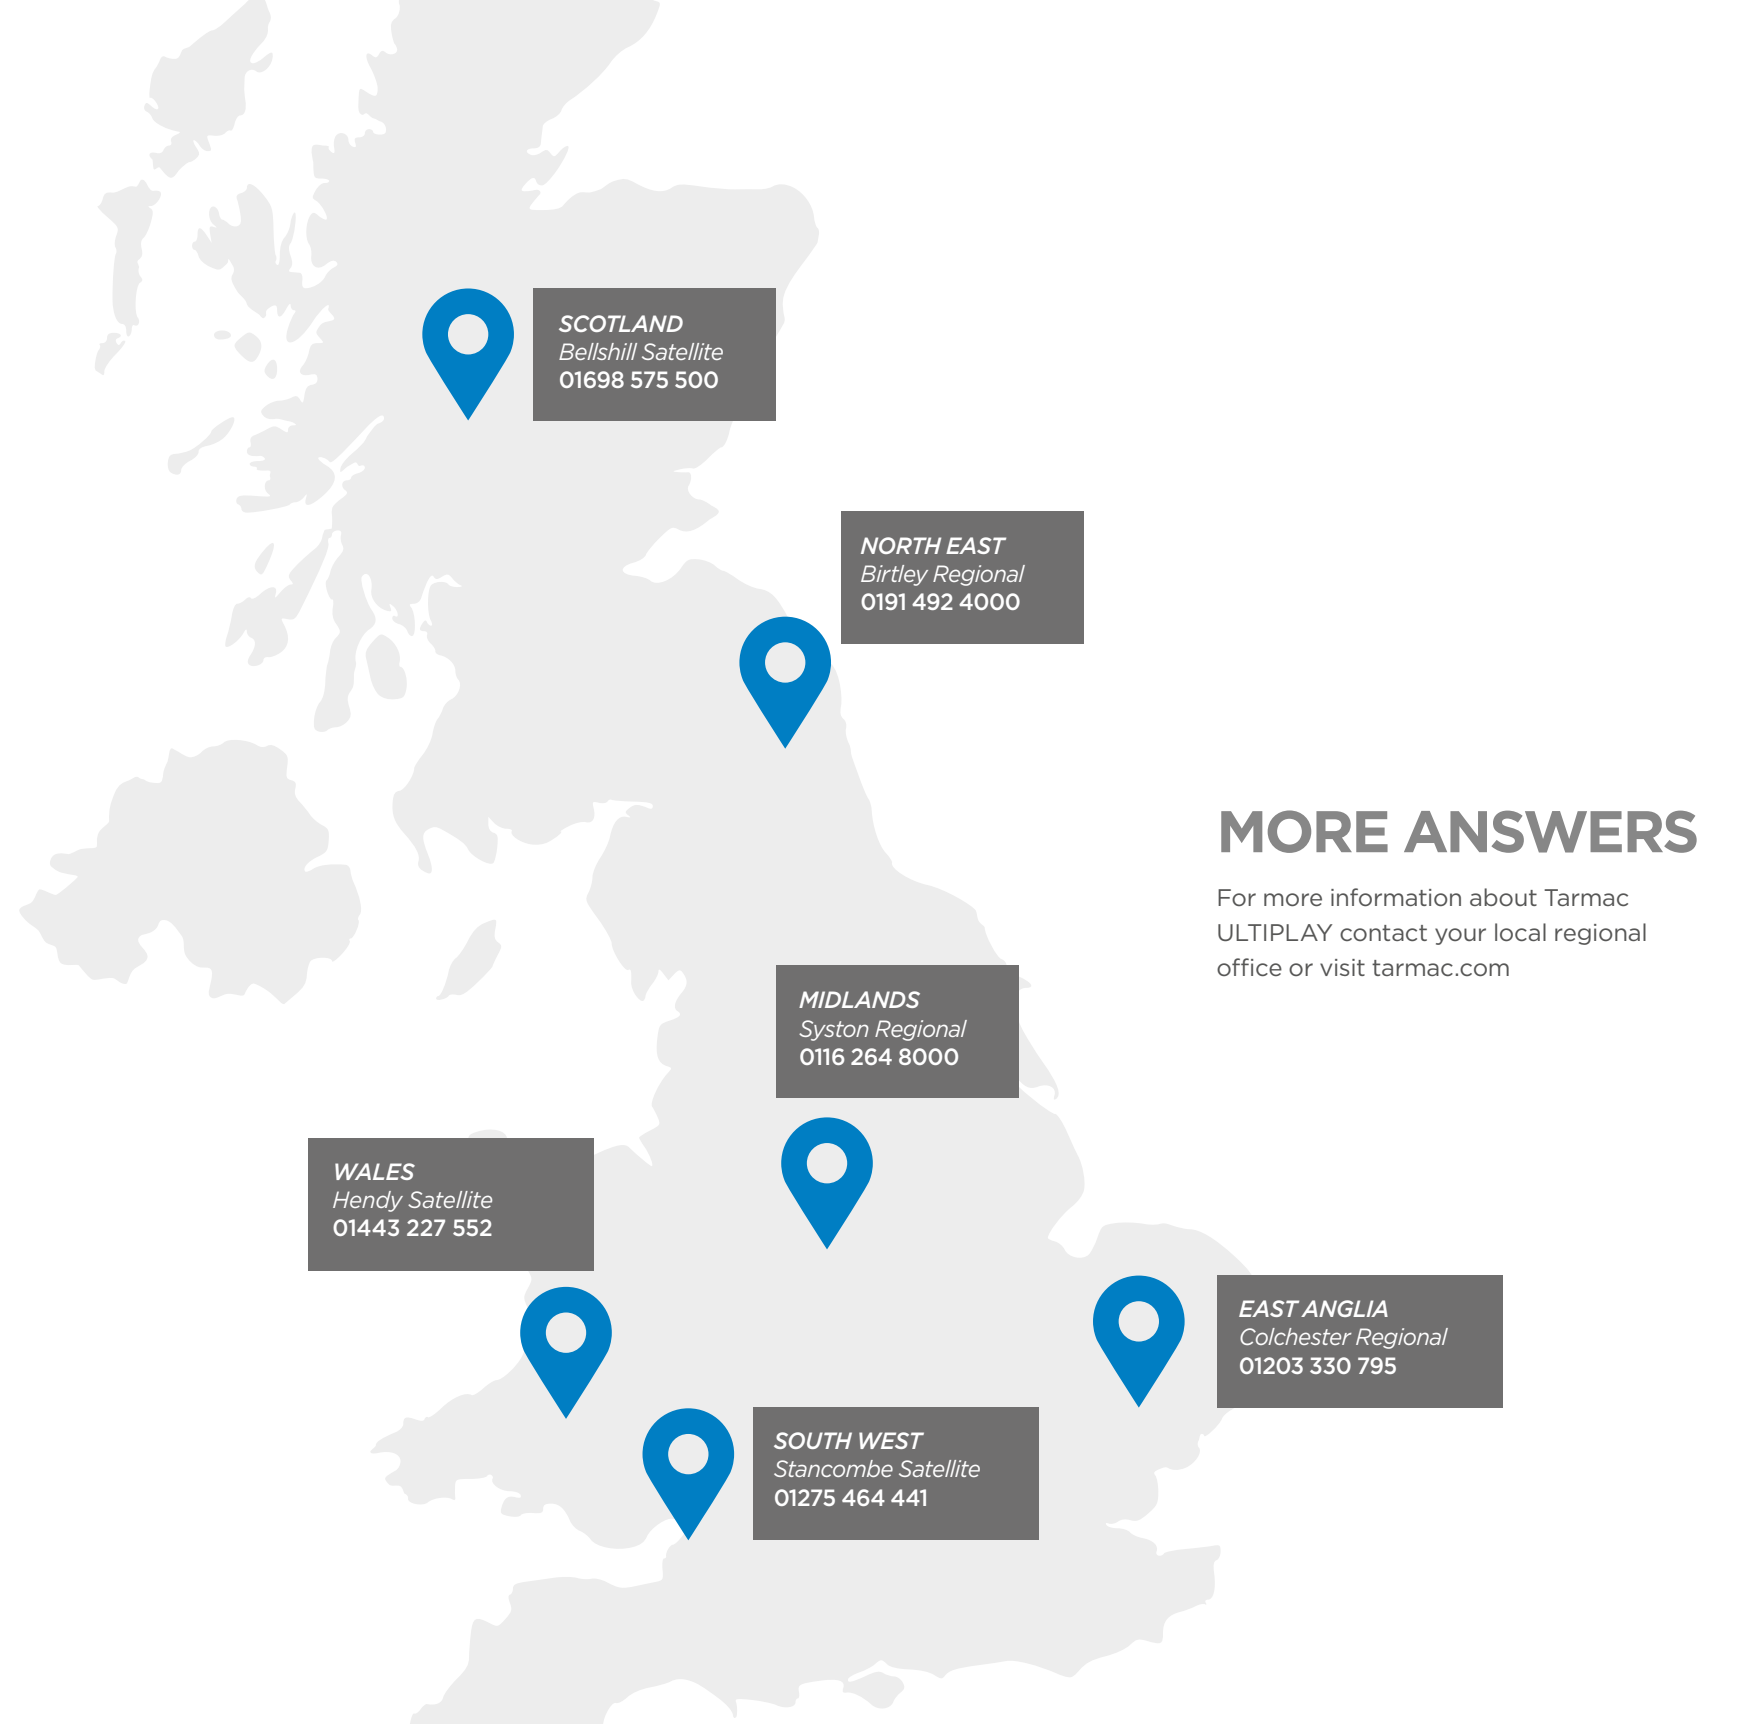 SCOTLAND
Bellshill Satellite
01698 575 500
NORTH EAST
Birtley Regional
0191 492 4000
MORE ANSWERS
For more information about Tarmac
ULTIPLAY contact your local regional
office or visit tarmac.com
MIDLANDS
Syston Regional
0116 264 8000
WALES
Hendy Satellite
01443 227 552
EAST ANGLIA
Colchester Regional
01203 330 795
SOUTH WEST
Stancombe Satellite
01275 464 441